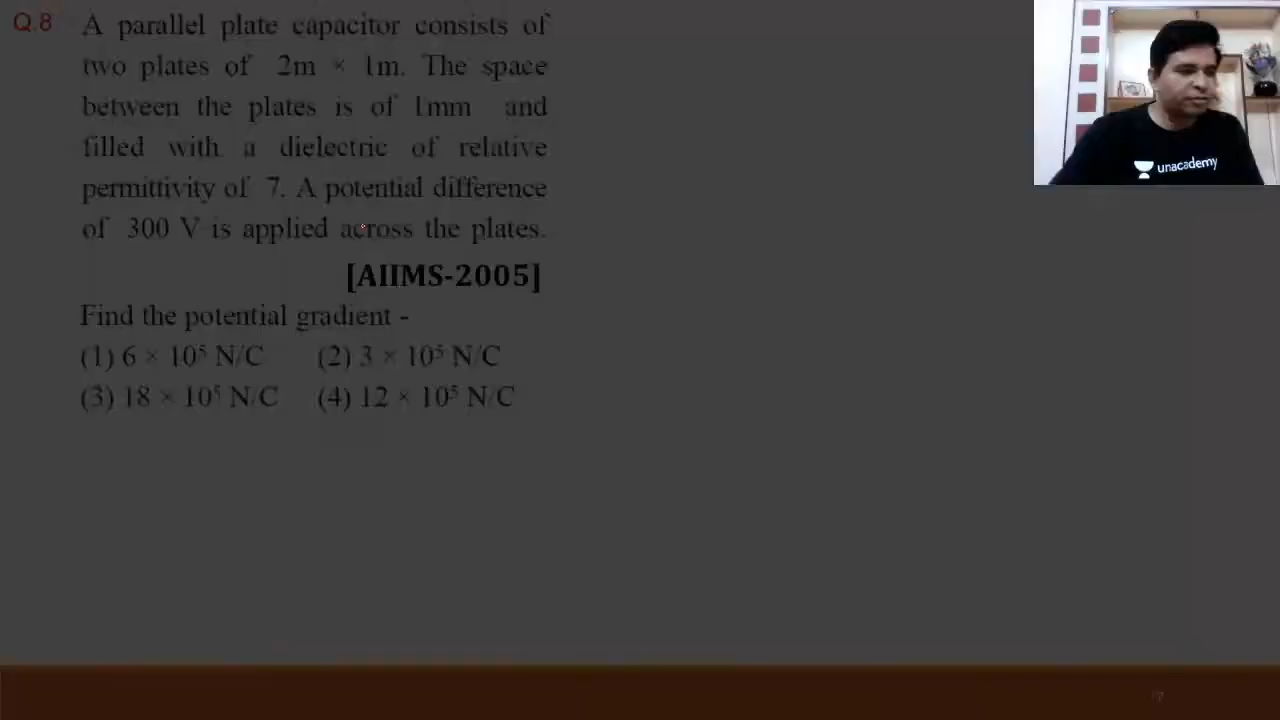 Q.8 A parallel plate capacitor consists of
two plates of 2m × 1m. The space
between the plates is of 1mm and
filled with a dielectric of relative
permittivity of 7. A potential difference
of 300 V is applied across the plates.
[AIIMS-2005]
Find the potential gradient -
(1) 6 × 10⁵ N/C (2) 3 × 10⁵ N/C
(3) 18 × 10⁵ N/C (4) 12 × 10⁵ N/C
unacademy
7